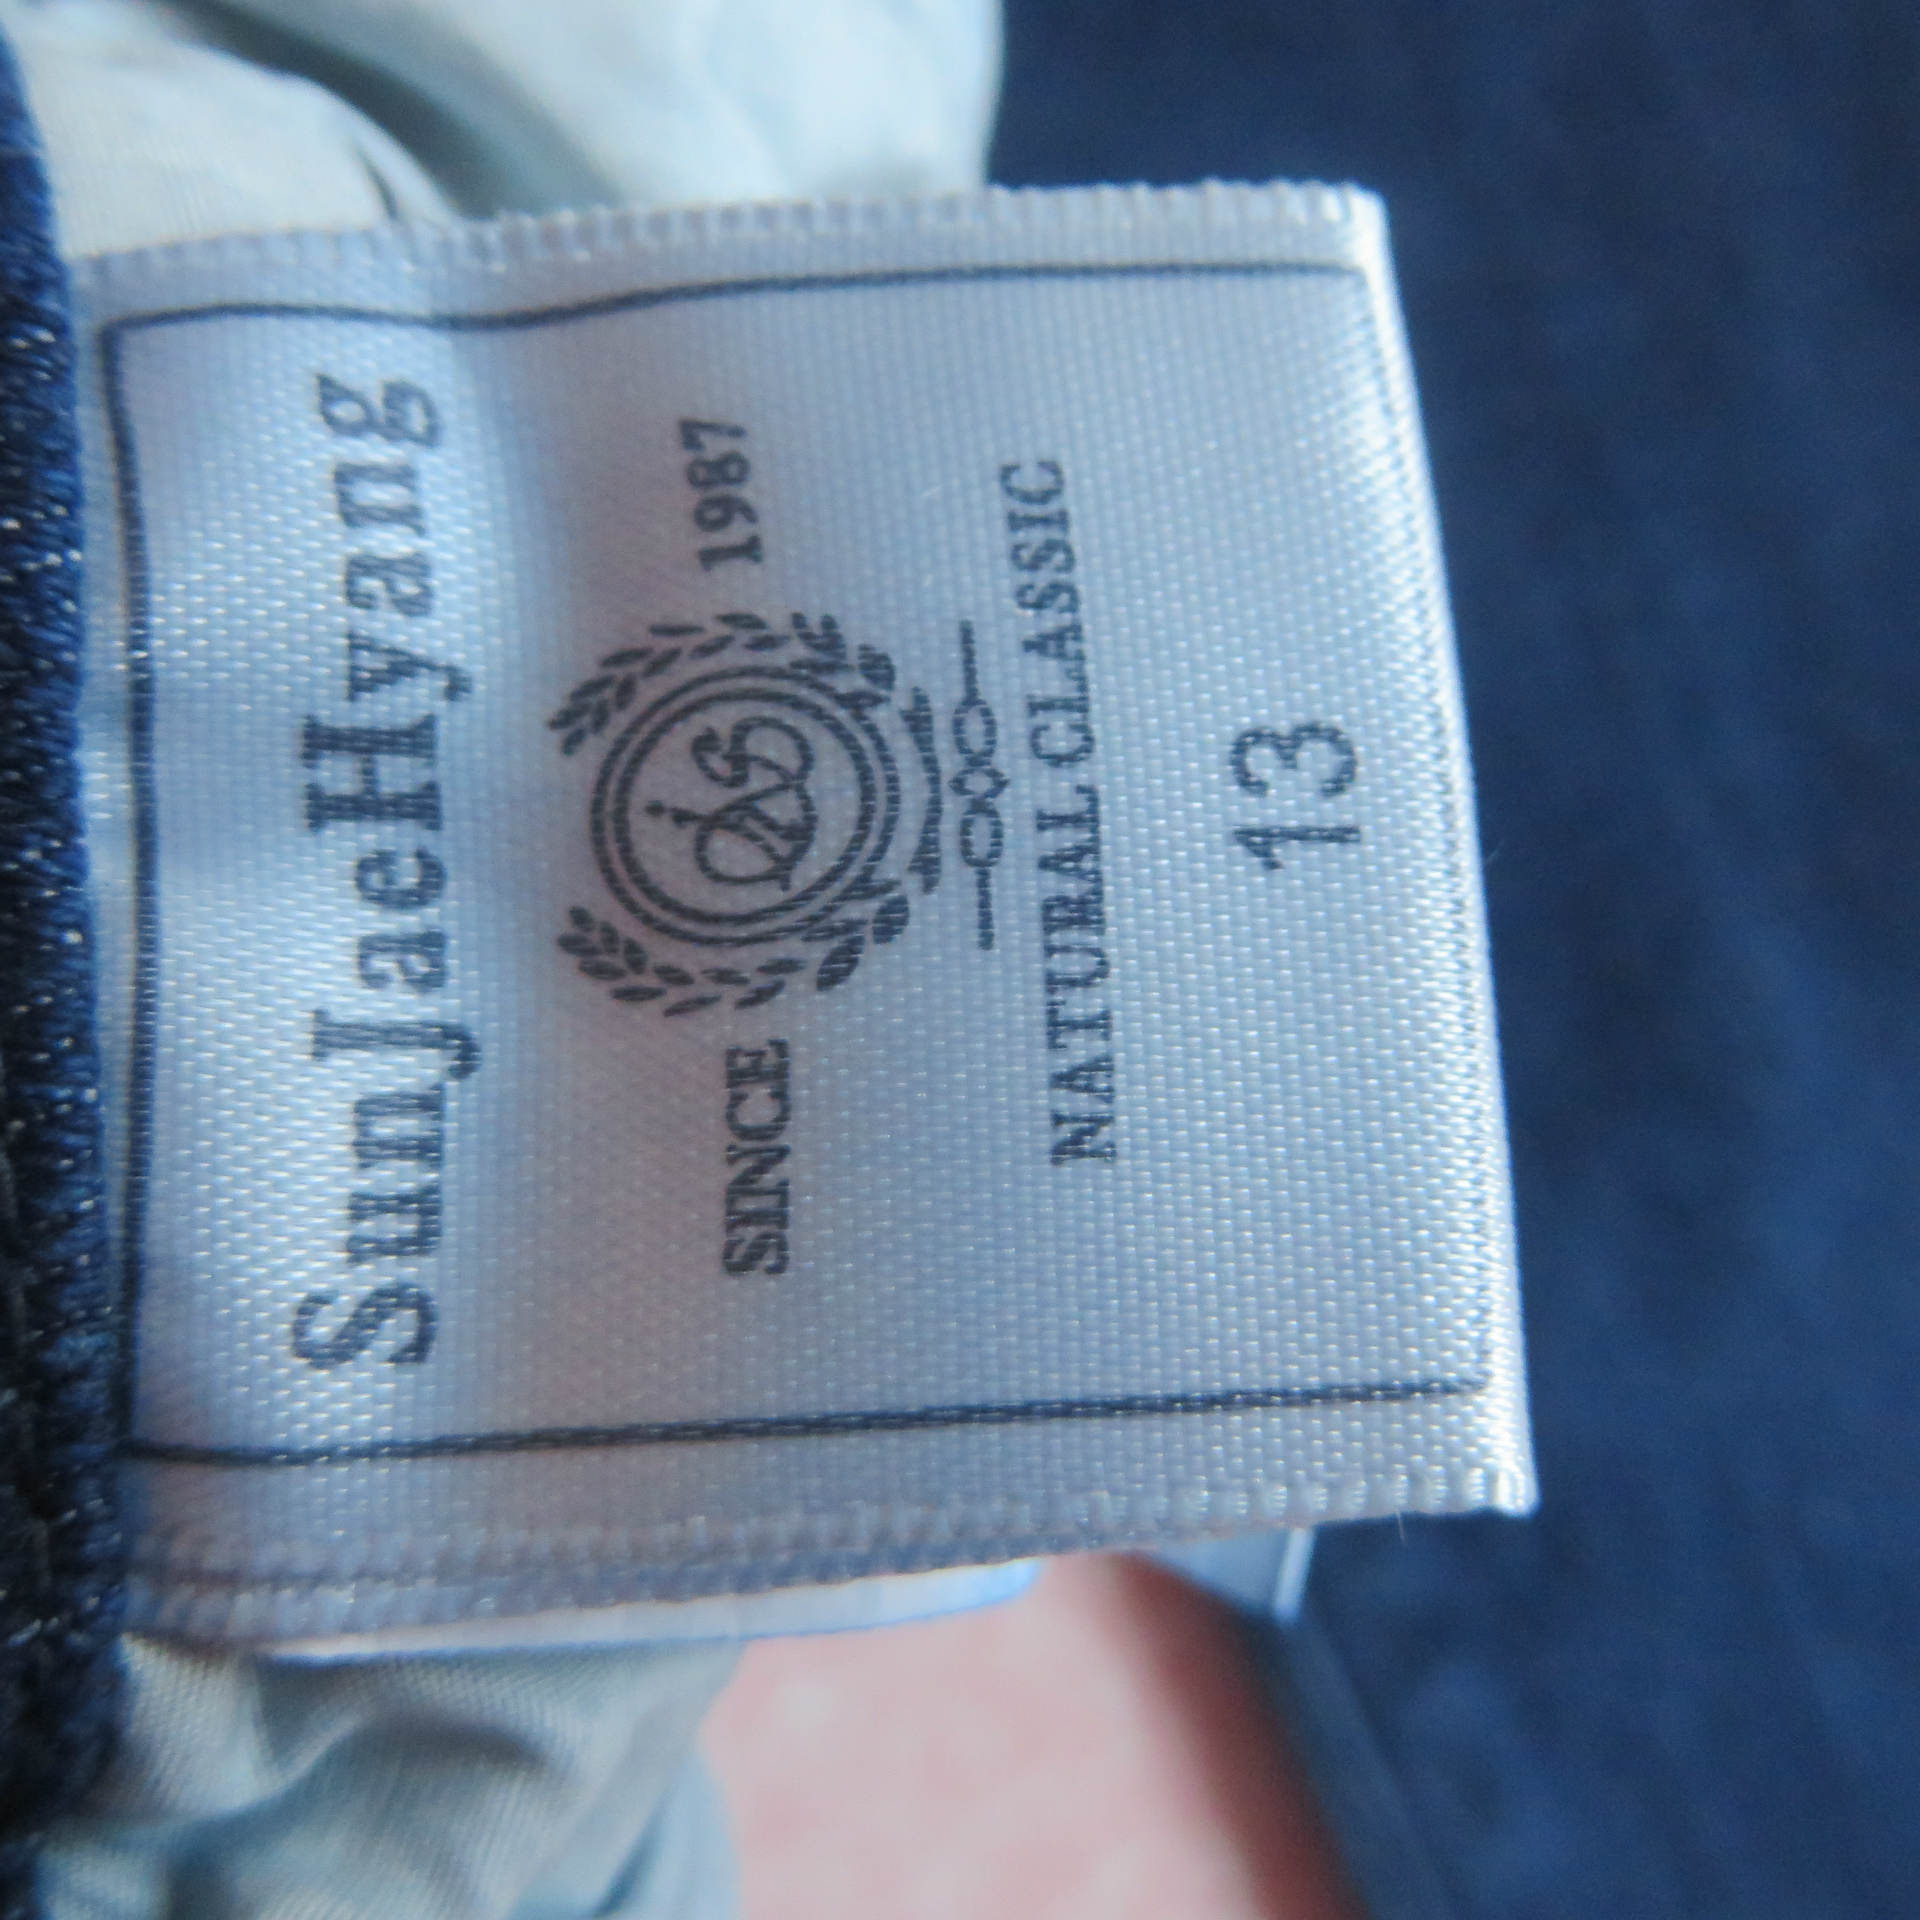 SunJaeHyang
SINCE 1987
NATURAL CLASSIC
13